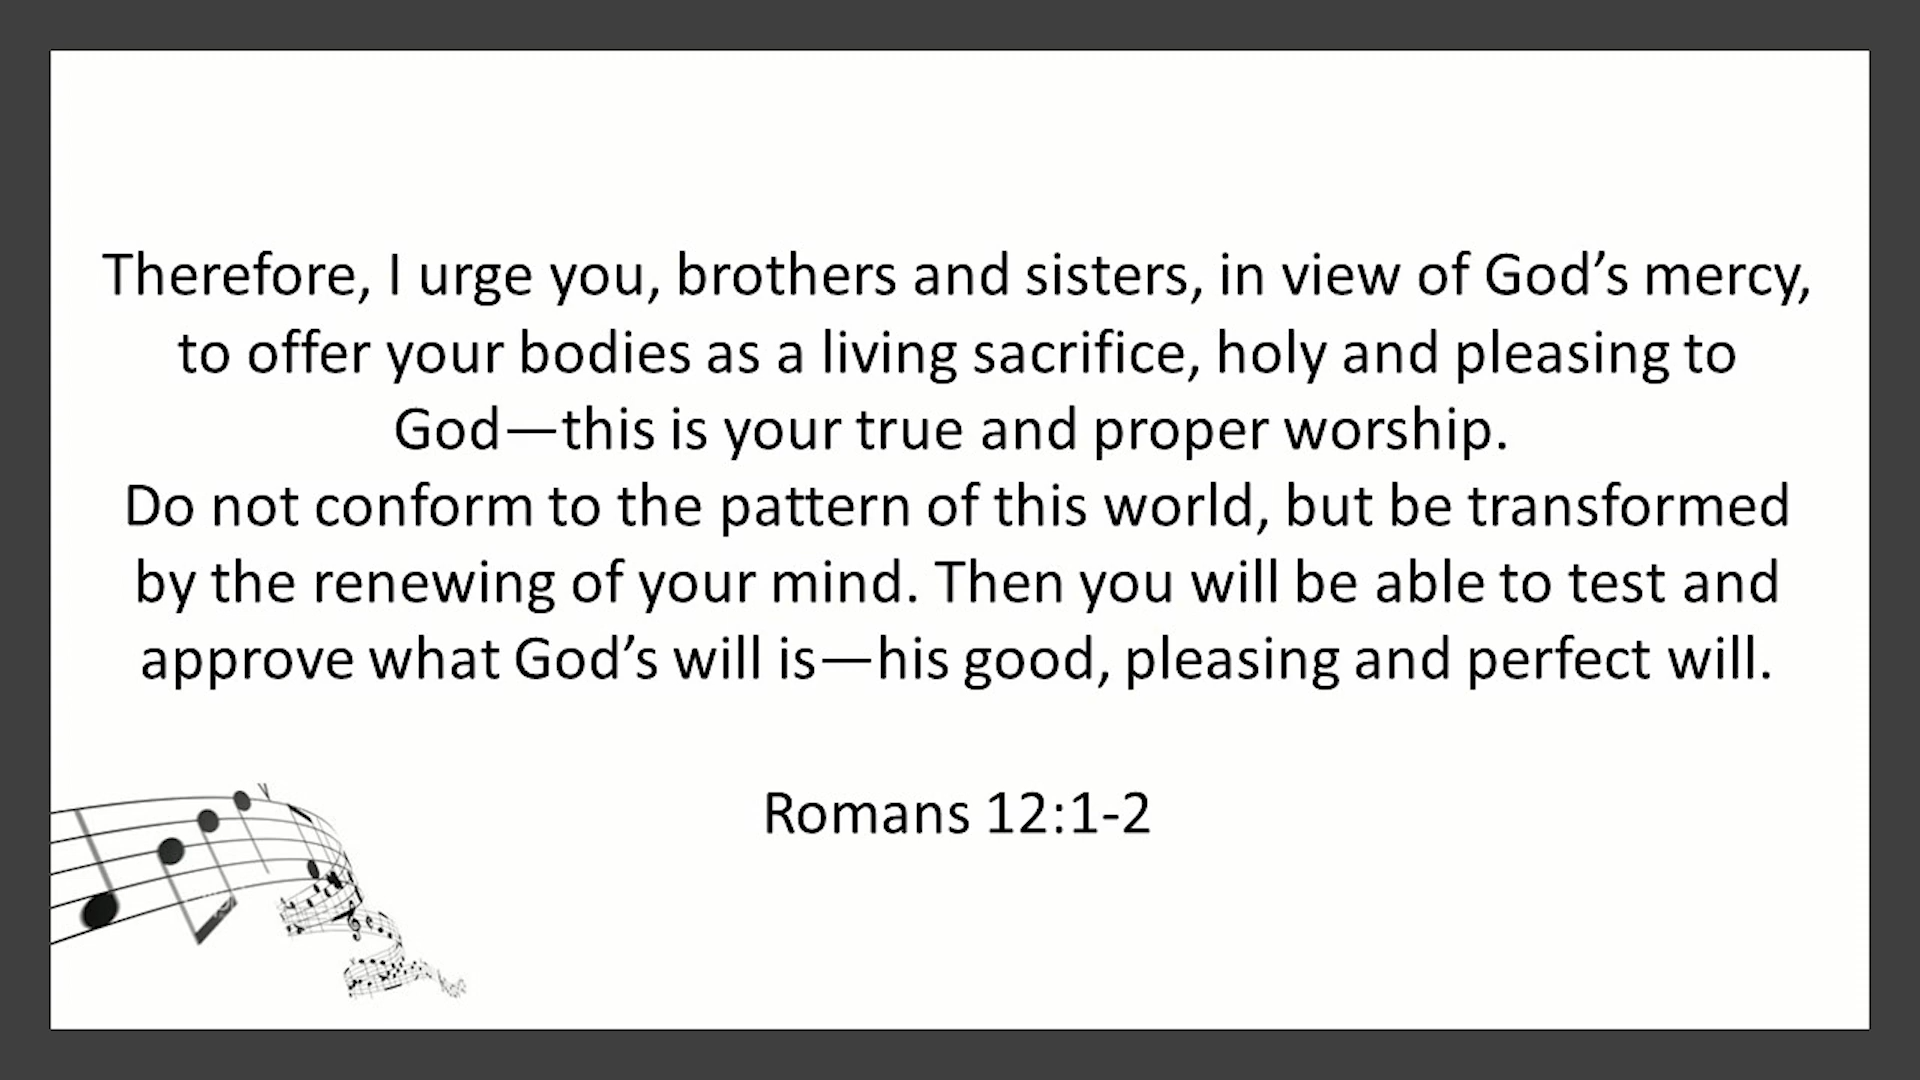 Therefore, I urge you, brothers and sisters, in view of God’s mercy,
to offer your bodies as a living sacrifice, holy and pleasing to
God—this is your true and proper worship.
Do not conform to the pattern of this world, but be transformed
by the renewing of your mind. Then you will be able to test and
approve what God’s will is—his good, pleasing and perfect will.
Romans 12:1-2